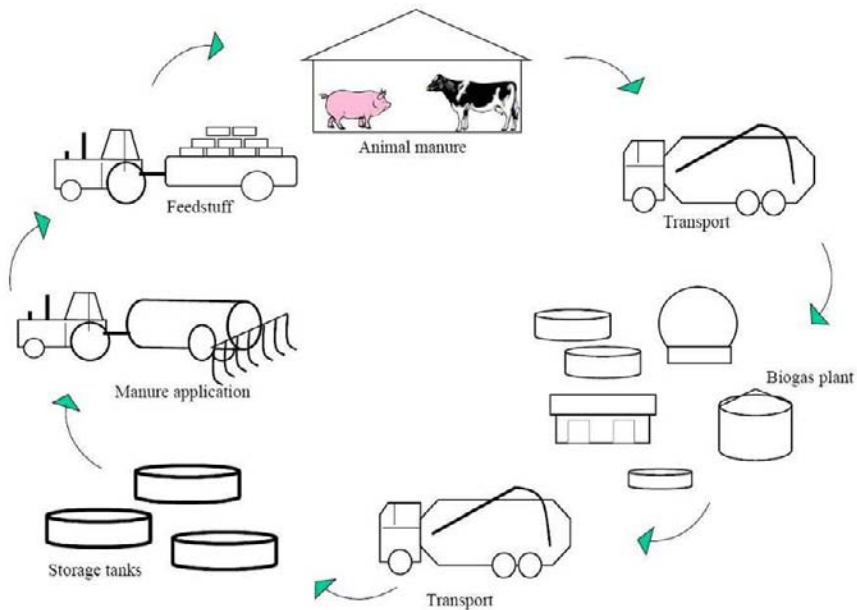 Animal manure
Feedstuff
Transport
Manure application
Biogas plant
Storage tanks
Transport